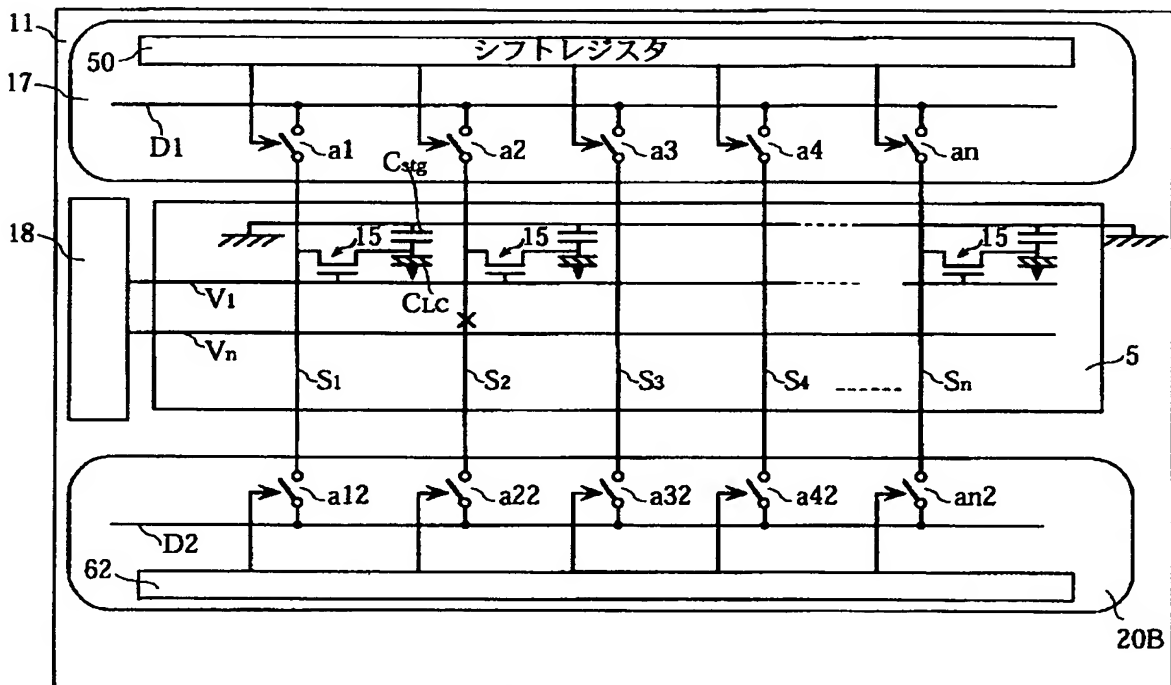 11
50
シフトレジスタ
17
D1
a1
a2
a3
a4
an
Cstg
18
15
15
15
V1
CLC
Vn
S1
S2
S3
S4
Sn
5
a12
a22
a32
a42
an2
D2
62
20B